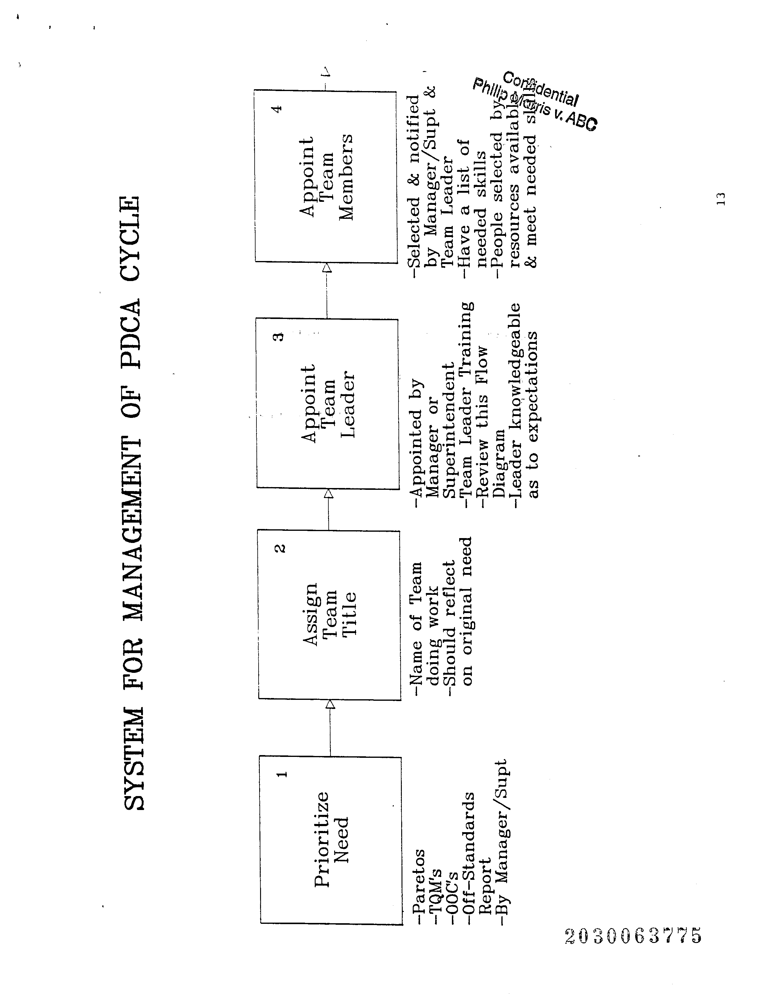 SYSTEM FOR MANAGEMENT OF PDCA CYCLE
1
Prioritize
Need
-Paretos
-TQM's
-OOC's
-Off-Standards
Report
-By Manager/Supt
2
Assign
Team
Title
-Name of Team
doing work
-Should reflect
on original need
3
Appoint
Team
Leader
-Appointed by
Manager or
Superintendent
-Team Leader Training
-Review this Flow
Diagram
-Leader knowledgeable
as to expectations
4
Appoint
Team
Members
-Selected & notified
by Manager/Supt &
Team Leader
-Have a list of
needed skills
-People selected by
resources available
& meet needed skills
Confidential
Philip Morris v. ABC
13
2030063775